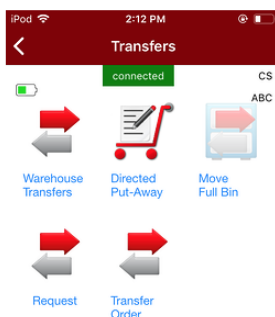 iPod 2:12 PM
Transfers
connected CS
ABC
Warehouse Directed Move
Transfers Put-Away Full Bin
Request Transfer
Order